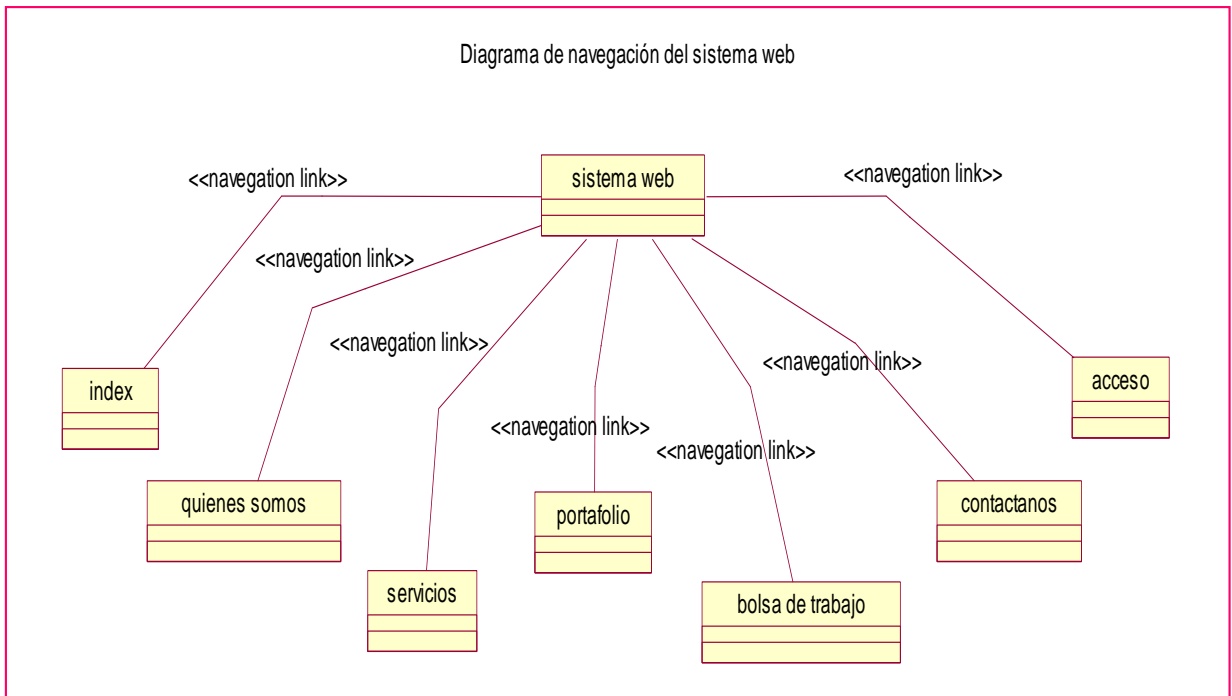 Diagrama de navegación del sistema web
sistema web
<<navegation link>>
<<navegation link>>
<<navegation link>>
<<navegation link>>
<<navegation link>>
index
acceso
<<navegation link>>
<<navegation link>>
quienes somos
portafolio
contactanos
servicios
bolsa de trabajo